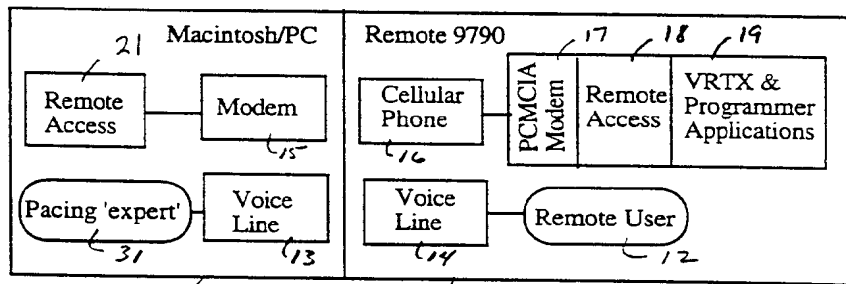 Macintosh/PC
Remote 9790
21
17
18
19
Remote
Access
Modem
15
Cellular
Phone
16
PCMCIA
Modem
Remote
Access
VRTX &
Programmer
Applications
Pacing 'expert'
31
Voice
Line
13
Voice
Line
14
Remote User
12